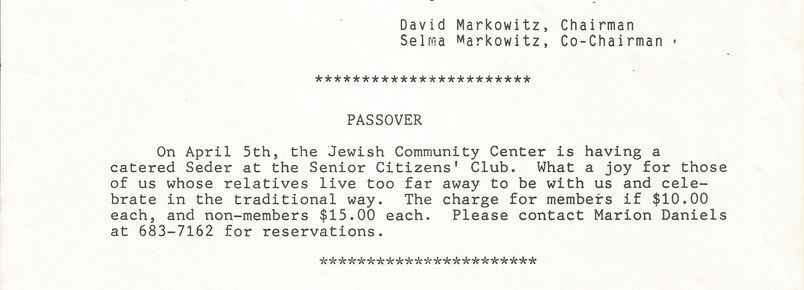 David Markowitz, Chairman
Selma Markowitz, Co-Chairman
***********************
PASSOVER
On April 5th, the Jewish Community Center is having a
catered Seder at the Senior Citizens' Club. What a joy for those
of us whose relatives live too far away to be with us and cele-
brate in the traditional way. The charge for members if $10.00
each, and non-members $15.00 each. Please contact Marion Daniels
at 683-7162 for reservations.
***********************